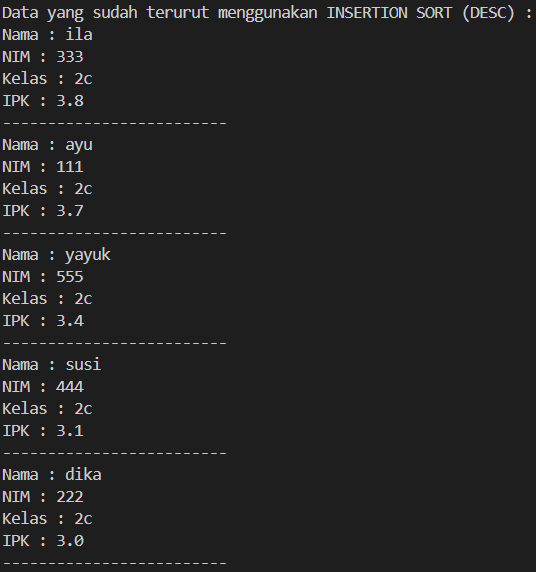 Data yang sudah terurut menggunakan INSERTION SORT (DESC) :
Nama : ila
NIM : 333
Kelas : 2c
IPK : 3.8
-------------------------
Nama : ayu
NIM : 111
Kelas : 2c
IPK : 3.7
-------------------------
Nama : yayuk
NIM : 555
Kelas : 2c
IPK : 3.4
-------------------------
Nama : susi
NIM : 444
Kelas : 2c
IPK : 3.1
-------------------------
Nama : dika
NIM : 222
Kelas : 2c
IPK : 3.0
-------------------------